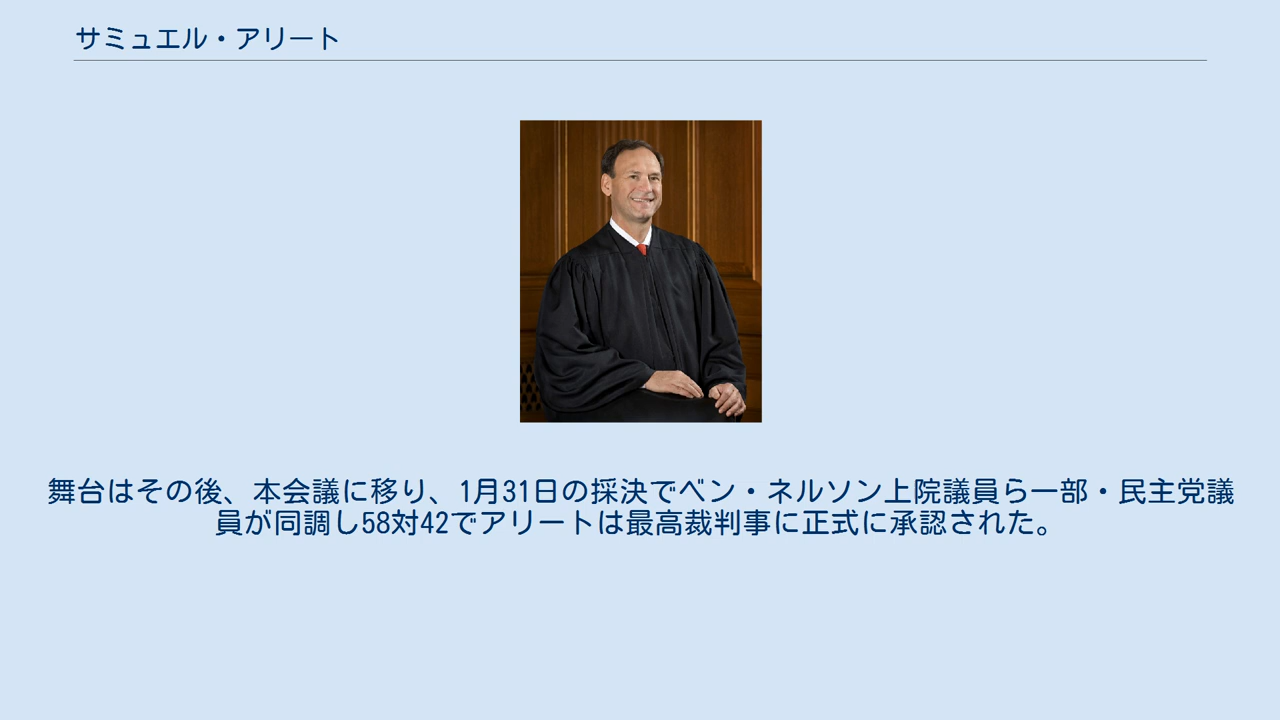 サミュエル・アリート
舞台はその後、本会議に移り、1月31日の採決でベン・ネルソン上院議員ら一部・民主党議
員が同調し58対42でアリートは最高裁判事に正式に承認された。